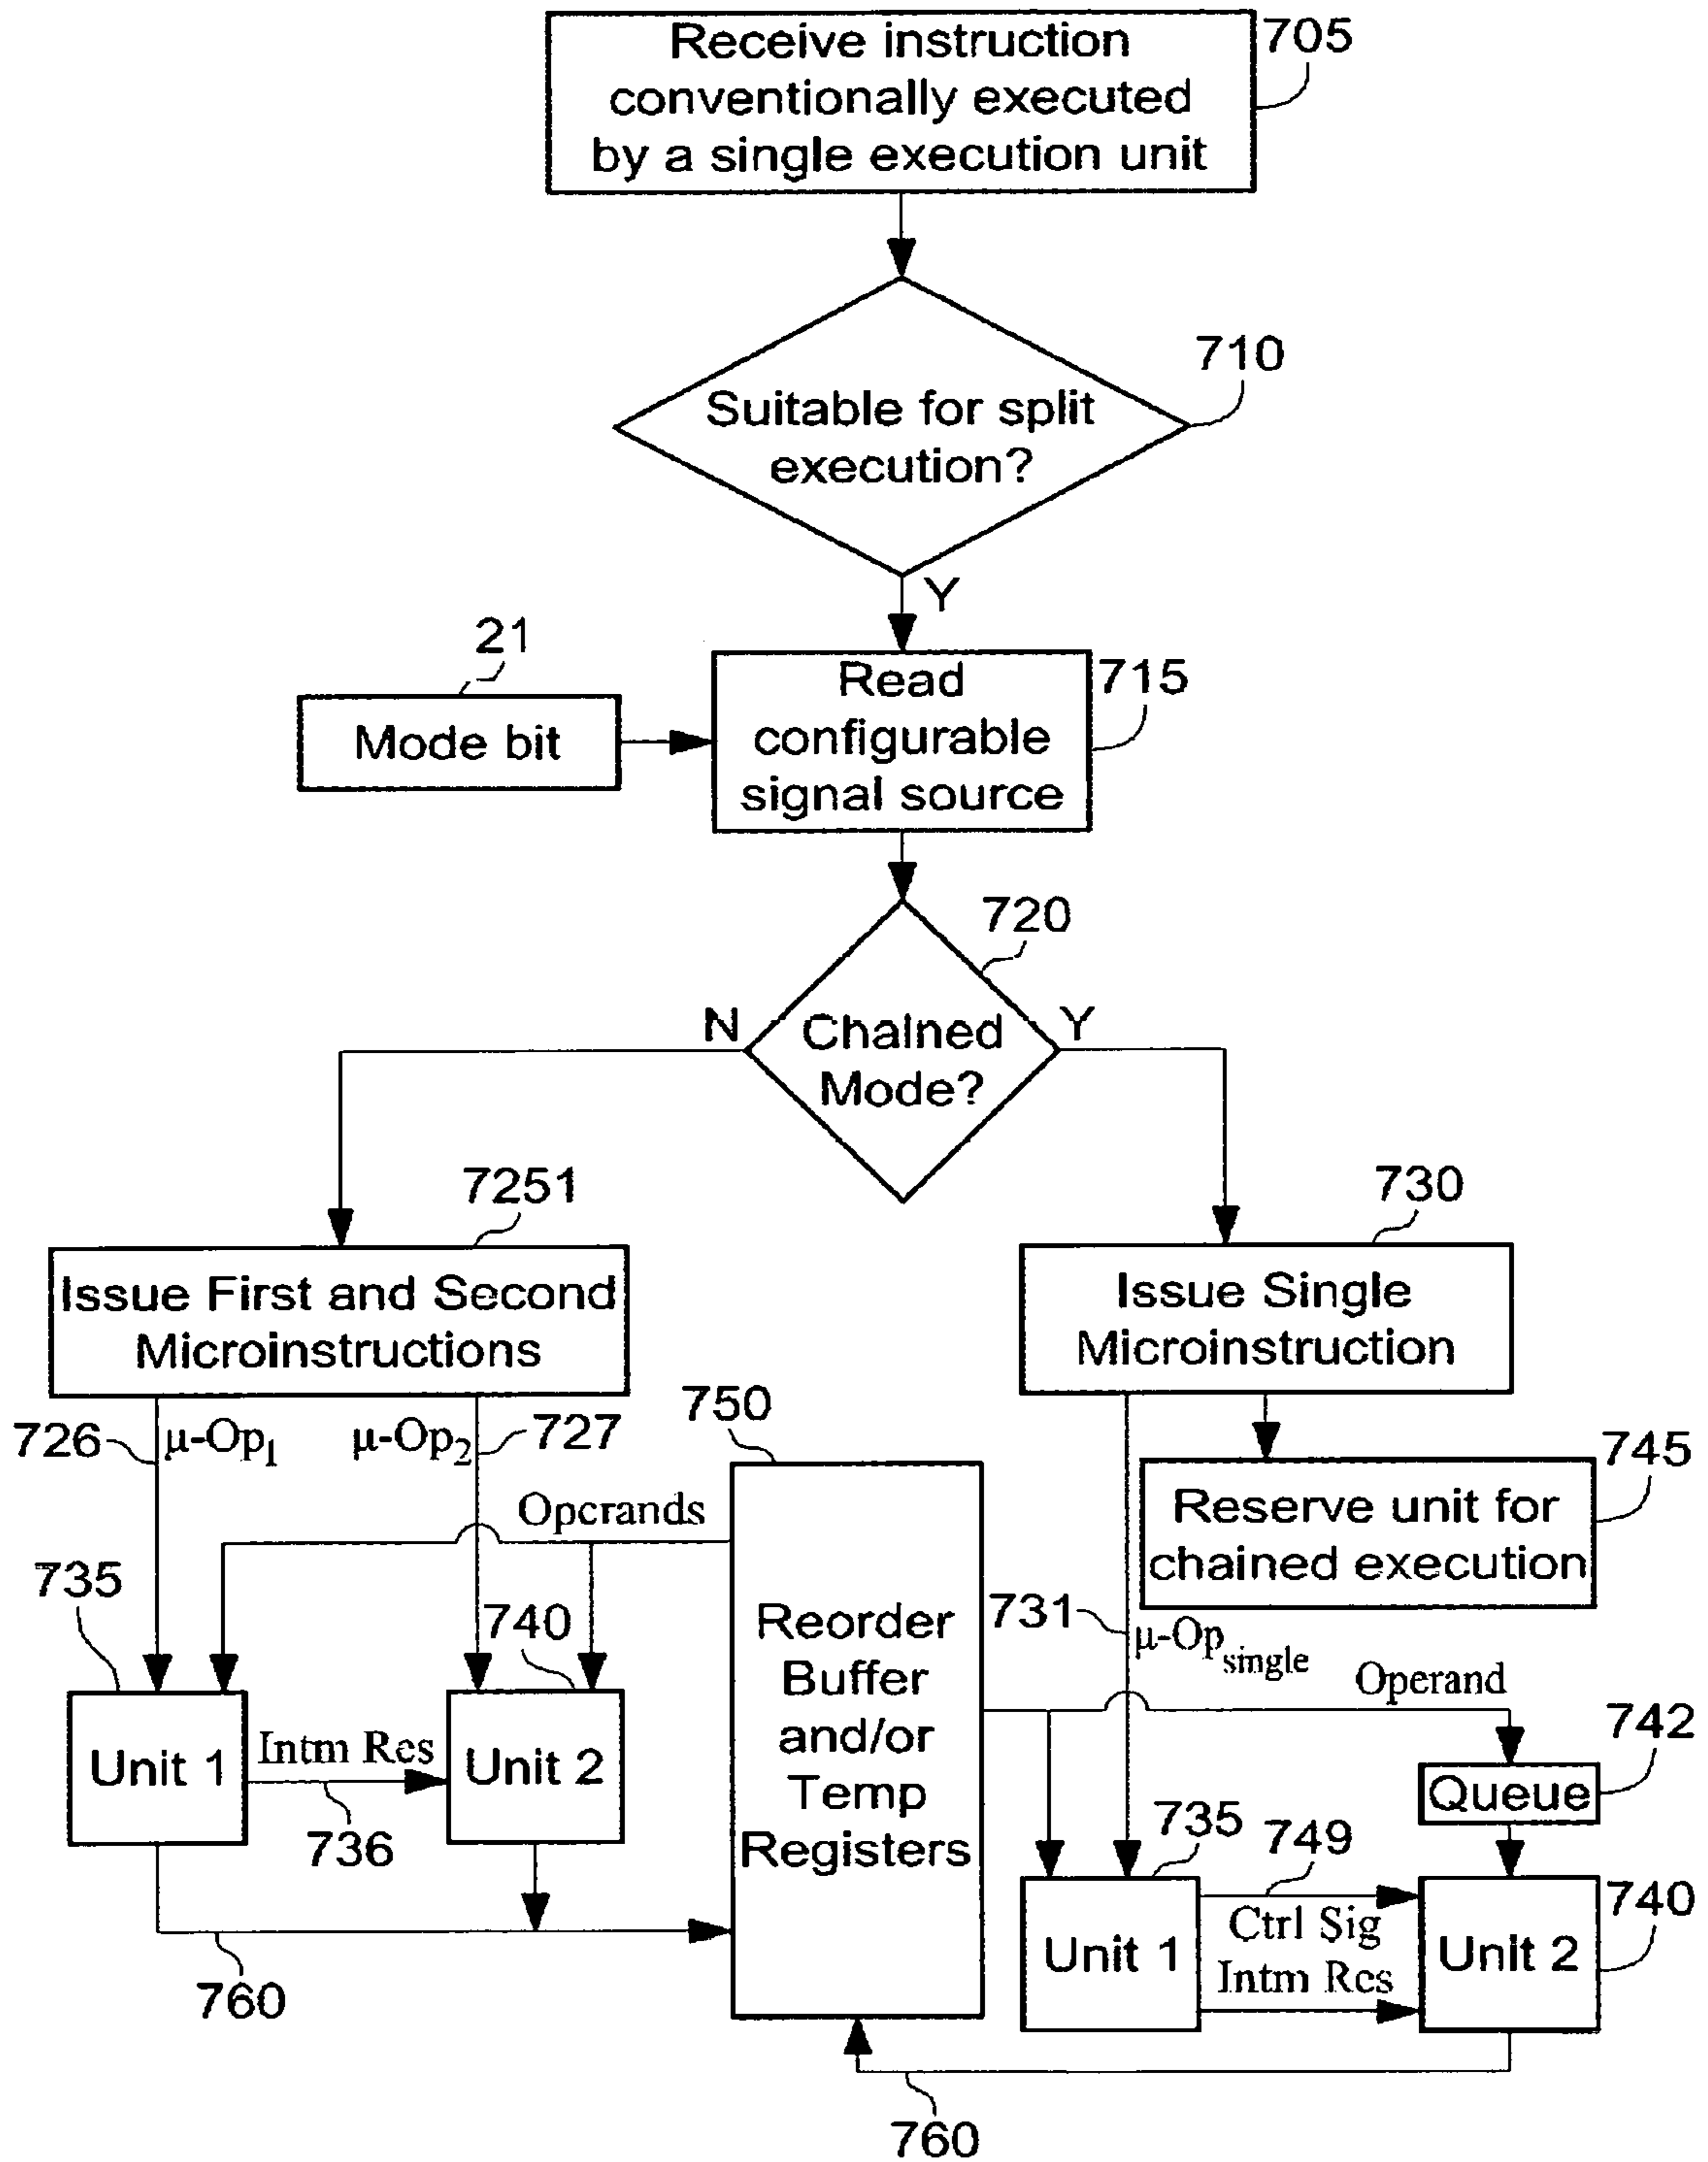 Receive instruction
conventionally executed
by a single execution unit
705
710
Suitable for split
execution?
Y
21
Mode bit
Read
configurable
signal source
715
720
N
Chained
Mode?
Y
7251
Issue First and Second
Microinstructions
730
Issue Single
Microinstruction
726
μ-Op1
μ-Op2
727
750
745
Reserve unit for
chained execution
Opcrands
735
740
Unit 1
Intm Res
736
Unit 2
760
Reorder
Buffer
and/or
Temp
Registers
731
μ-Opsingle
Operand
742
Queue
735
749
740
Unit 1
Ctrl Sig
Intm Res
Unit 2
760